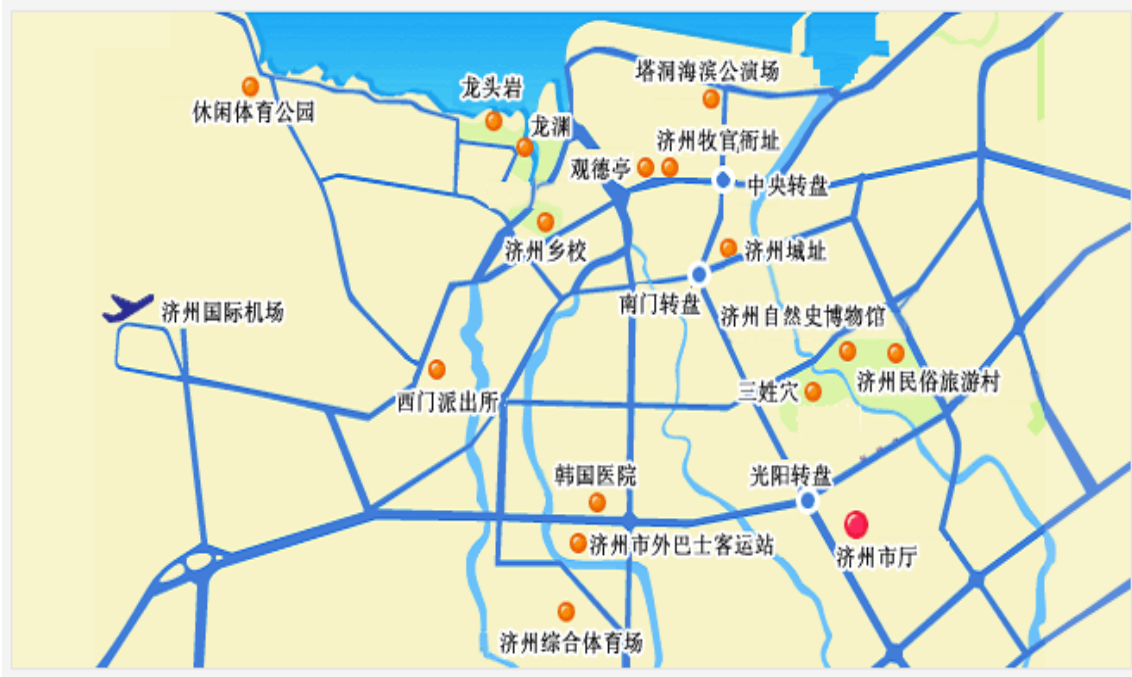 塔洞海滨公演场
龙头岩
休闲体育公园
龙渊
济州牧官衙址
观德亭
中央转盘
济州乡校
济州城址
济州国际机场
南门转盘
济州自然史博物馆
济州民俗旅游村
三姓穴
西门派出所
韩国医院
光阳转盘
济州市外巴士客运站
济州市厅
济州综合体育场